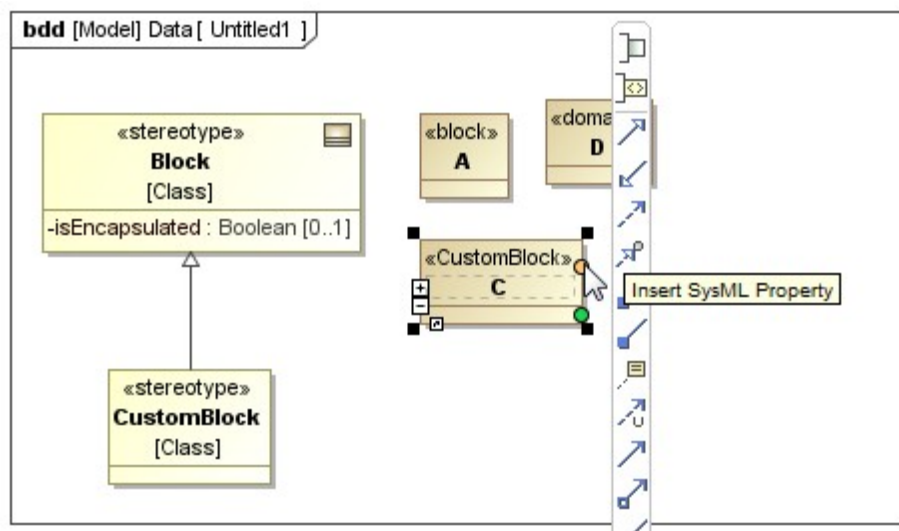 bdd [Model] Data [ Untitled1 ]
«stereotype»
Block
[Class]
-isEncapsulated : Boolean [0..1]
«block»
A
«doma
D
«CustomBlock»
C
Insert SysML Property
«stereotype»
CustomBlock
[Class]